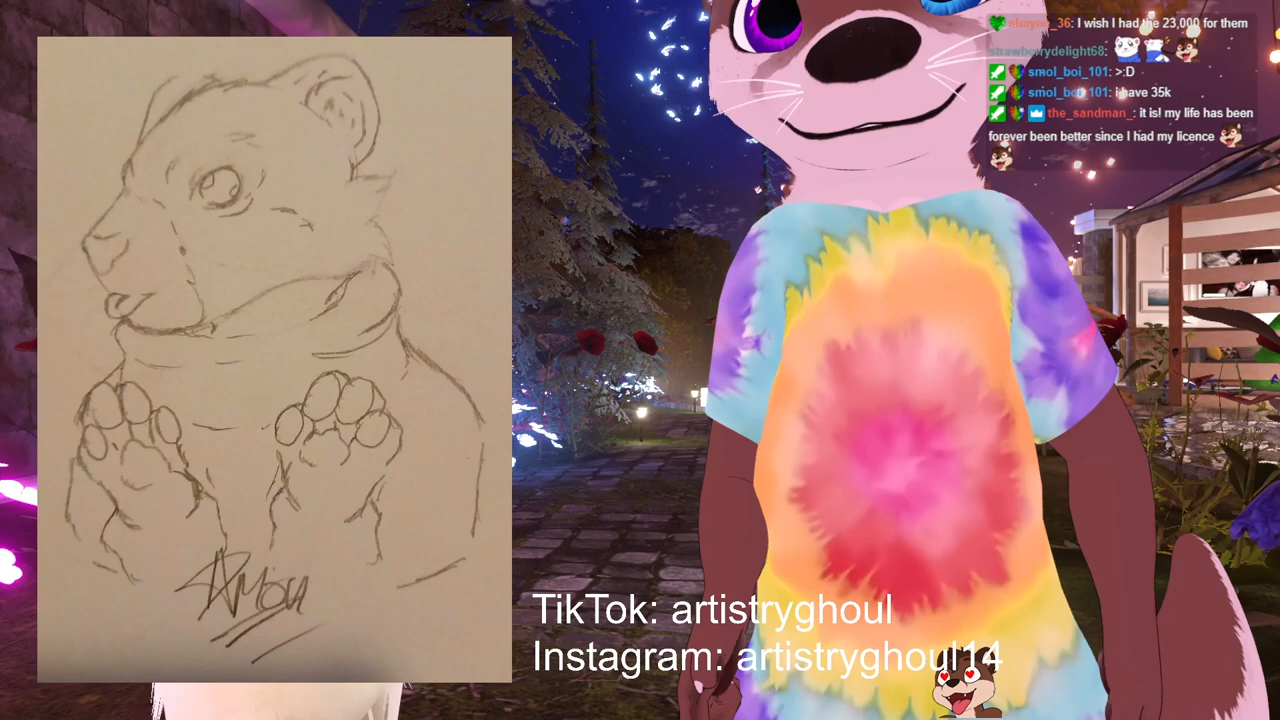 _36: I wish I had the 23,000 for them
strawberrydelight68:
smol_boi_101: >:D
smol_boi_101: i have 35k
the_sandman_: it is! my life has been
forever been better since I had my licence
TikTok: artistryghoul
Instagram: artistryghoul14